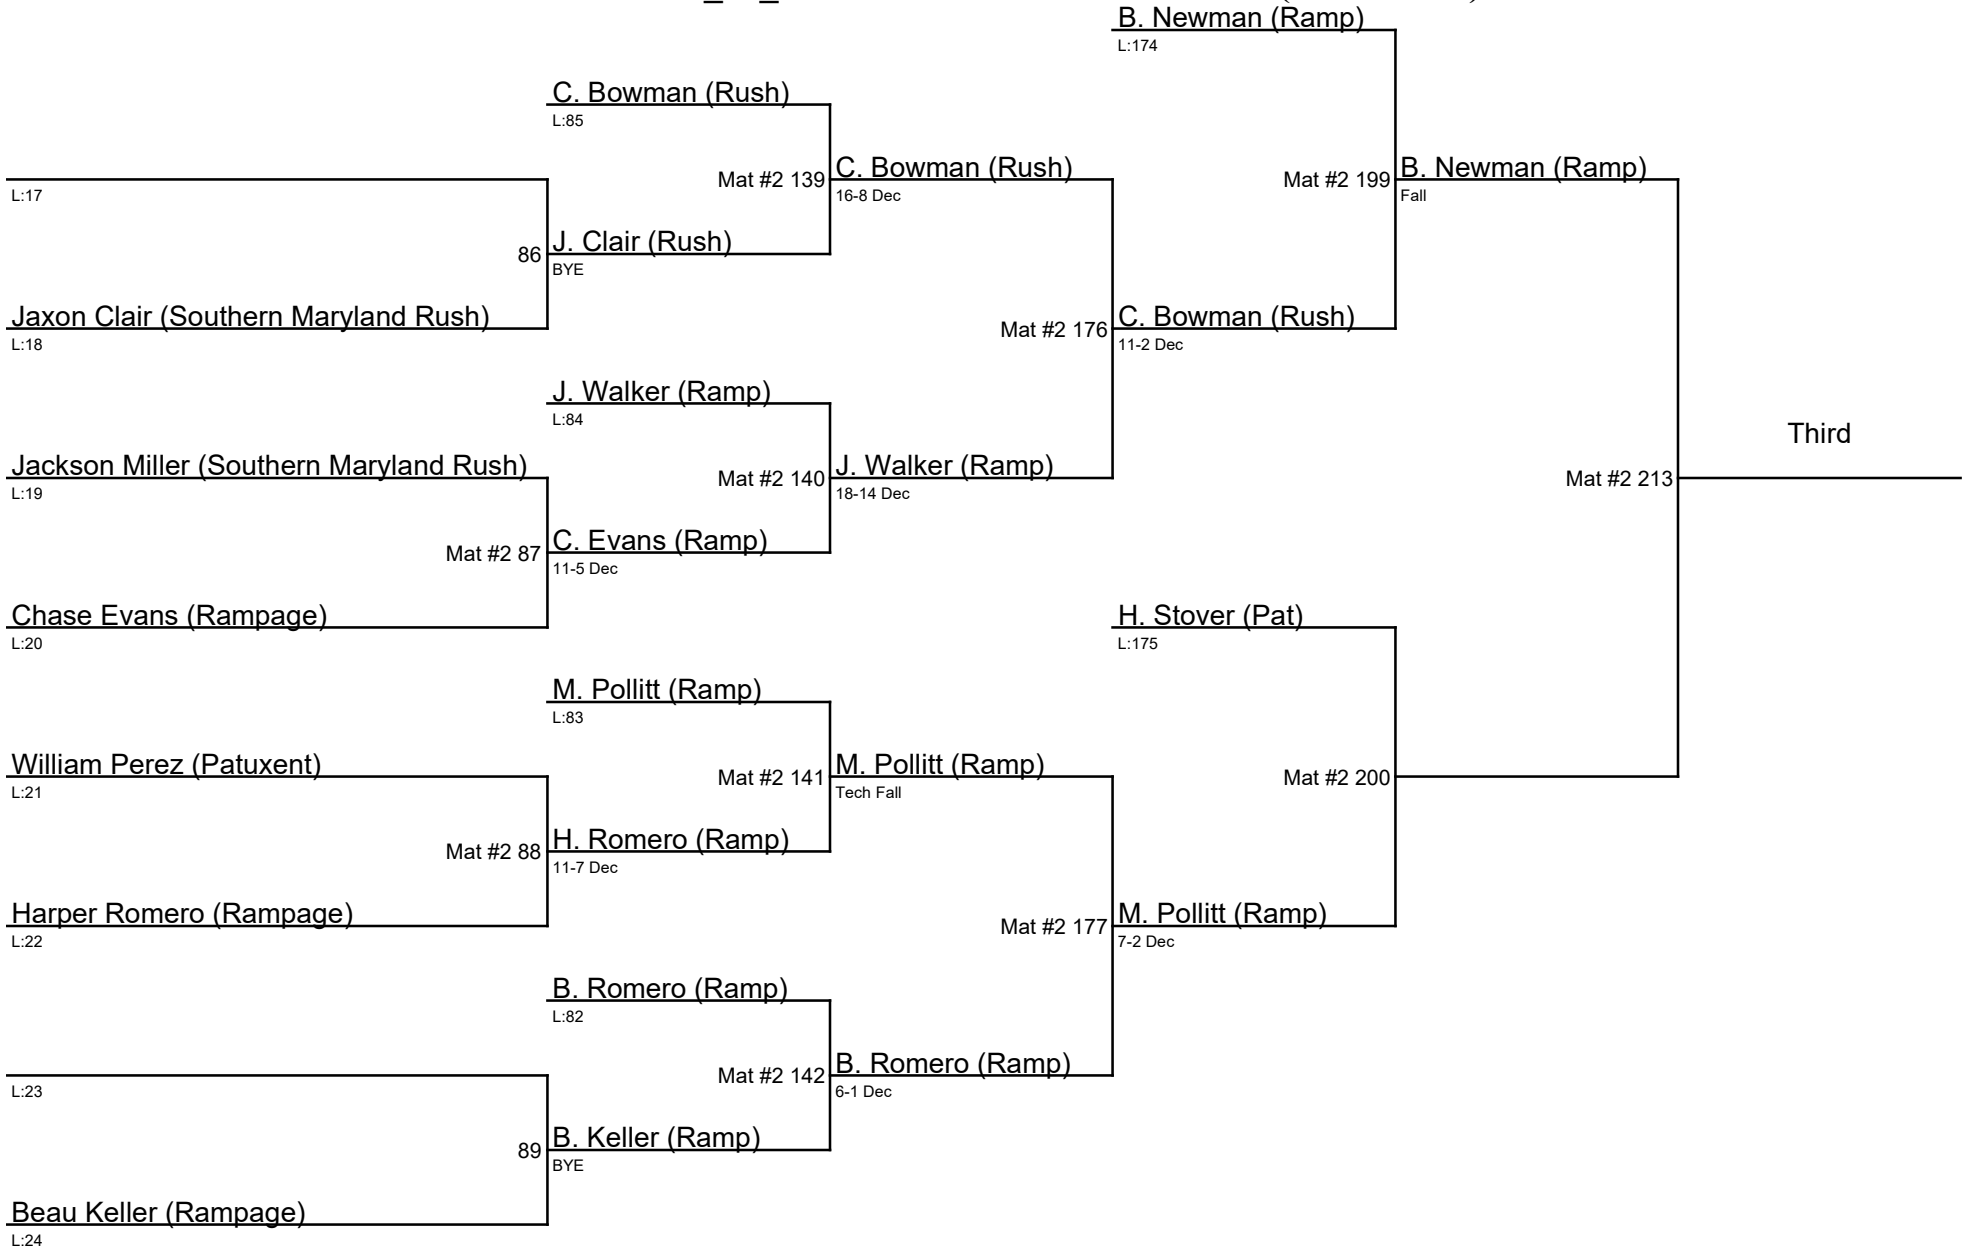 B. Newman (Ramp)
L:174
C. Bowman (Rush)
L:85
Mat #2 139
C. Bowman (Rush)
16-8 Dec
Mat #2 199
B. Newman (Ramp)
Fall
L:17
86
J. Clair (Rush)
BYE
Jaxon Clair (Southern Maryland Rush)
L:18
Mat #2 176
C. Bowman (Rush)
11-2 Dec
J. Walker (Ramp)
L:84
Third
Jackson Miller (Southern Maryland Rush)
L:19
Mat #2 140
J. Walker (Ramp)
18-14 Dec
Mat #2 213
Mat #2 87
C. Evans (Ramp)
11-5 Dec
Chase Evans (Rampage)
L:20
H. Stover (Pat)
L:175
M. Pollitt (Ramp)
L:83
William Perez (Patuxent)
L:21
Mat #2 141
M. Pollitt (Ramp)
Tech Fall
Mat #2 200
Mat #2 88
H. Romero (Ramp)
11-7 Dec
Harper Romero (Rampage)
L:22
Mat #2 177
M. Pollitt (Ramp)
7-2 Dec
B. Romero (Ramp)
L:82
L:23
Mat #2 142
B. Romero (Ramp)
6-1 Dec
89
B. Keller (Ramp)
BYE
Beau Keller (Rampage)
L:24